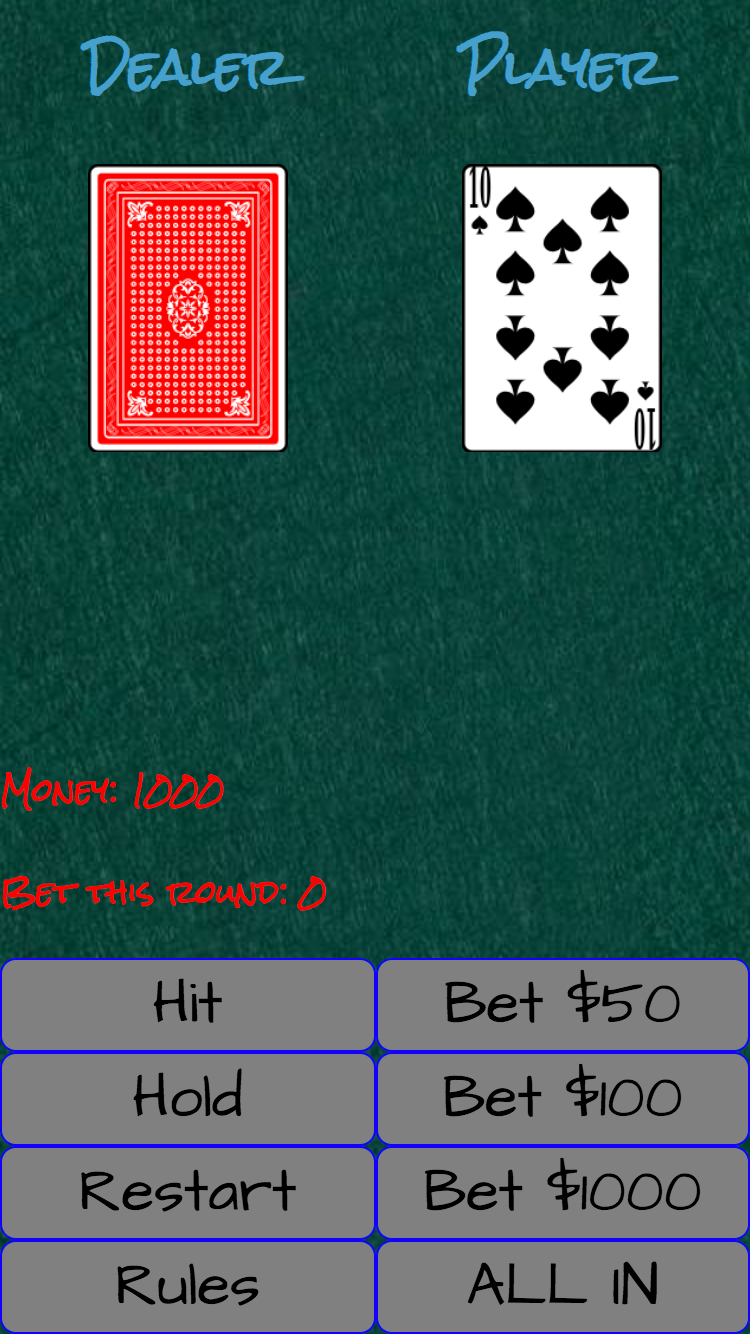 Dealer Player
10
10
Money: 1000
Bet this round: 0
Hit Bet $50
Hold Bet $100
Restart Bet $1000
Rules ALL IN